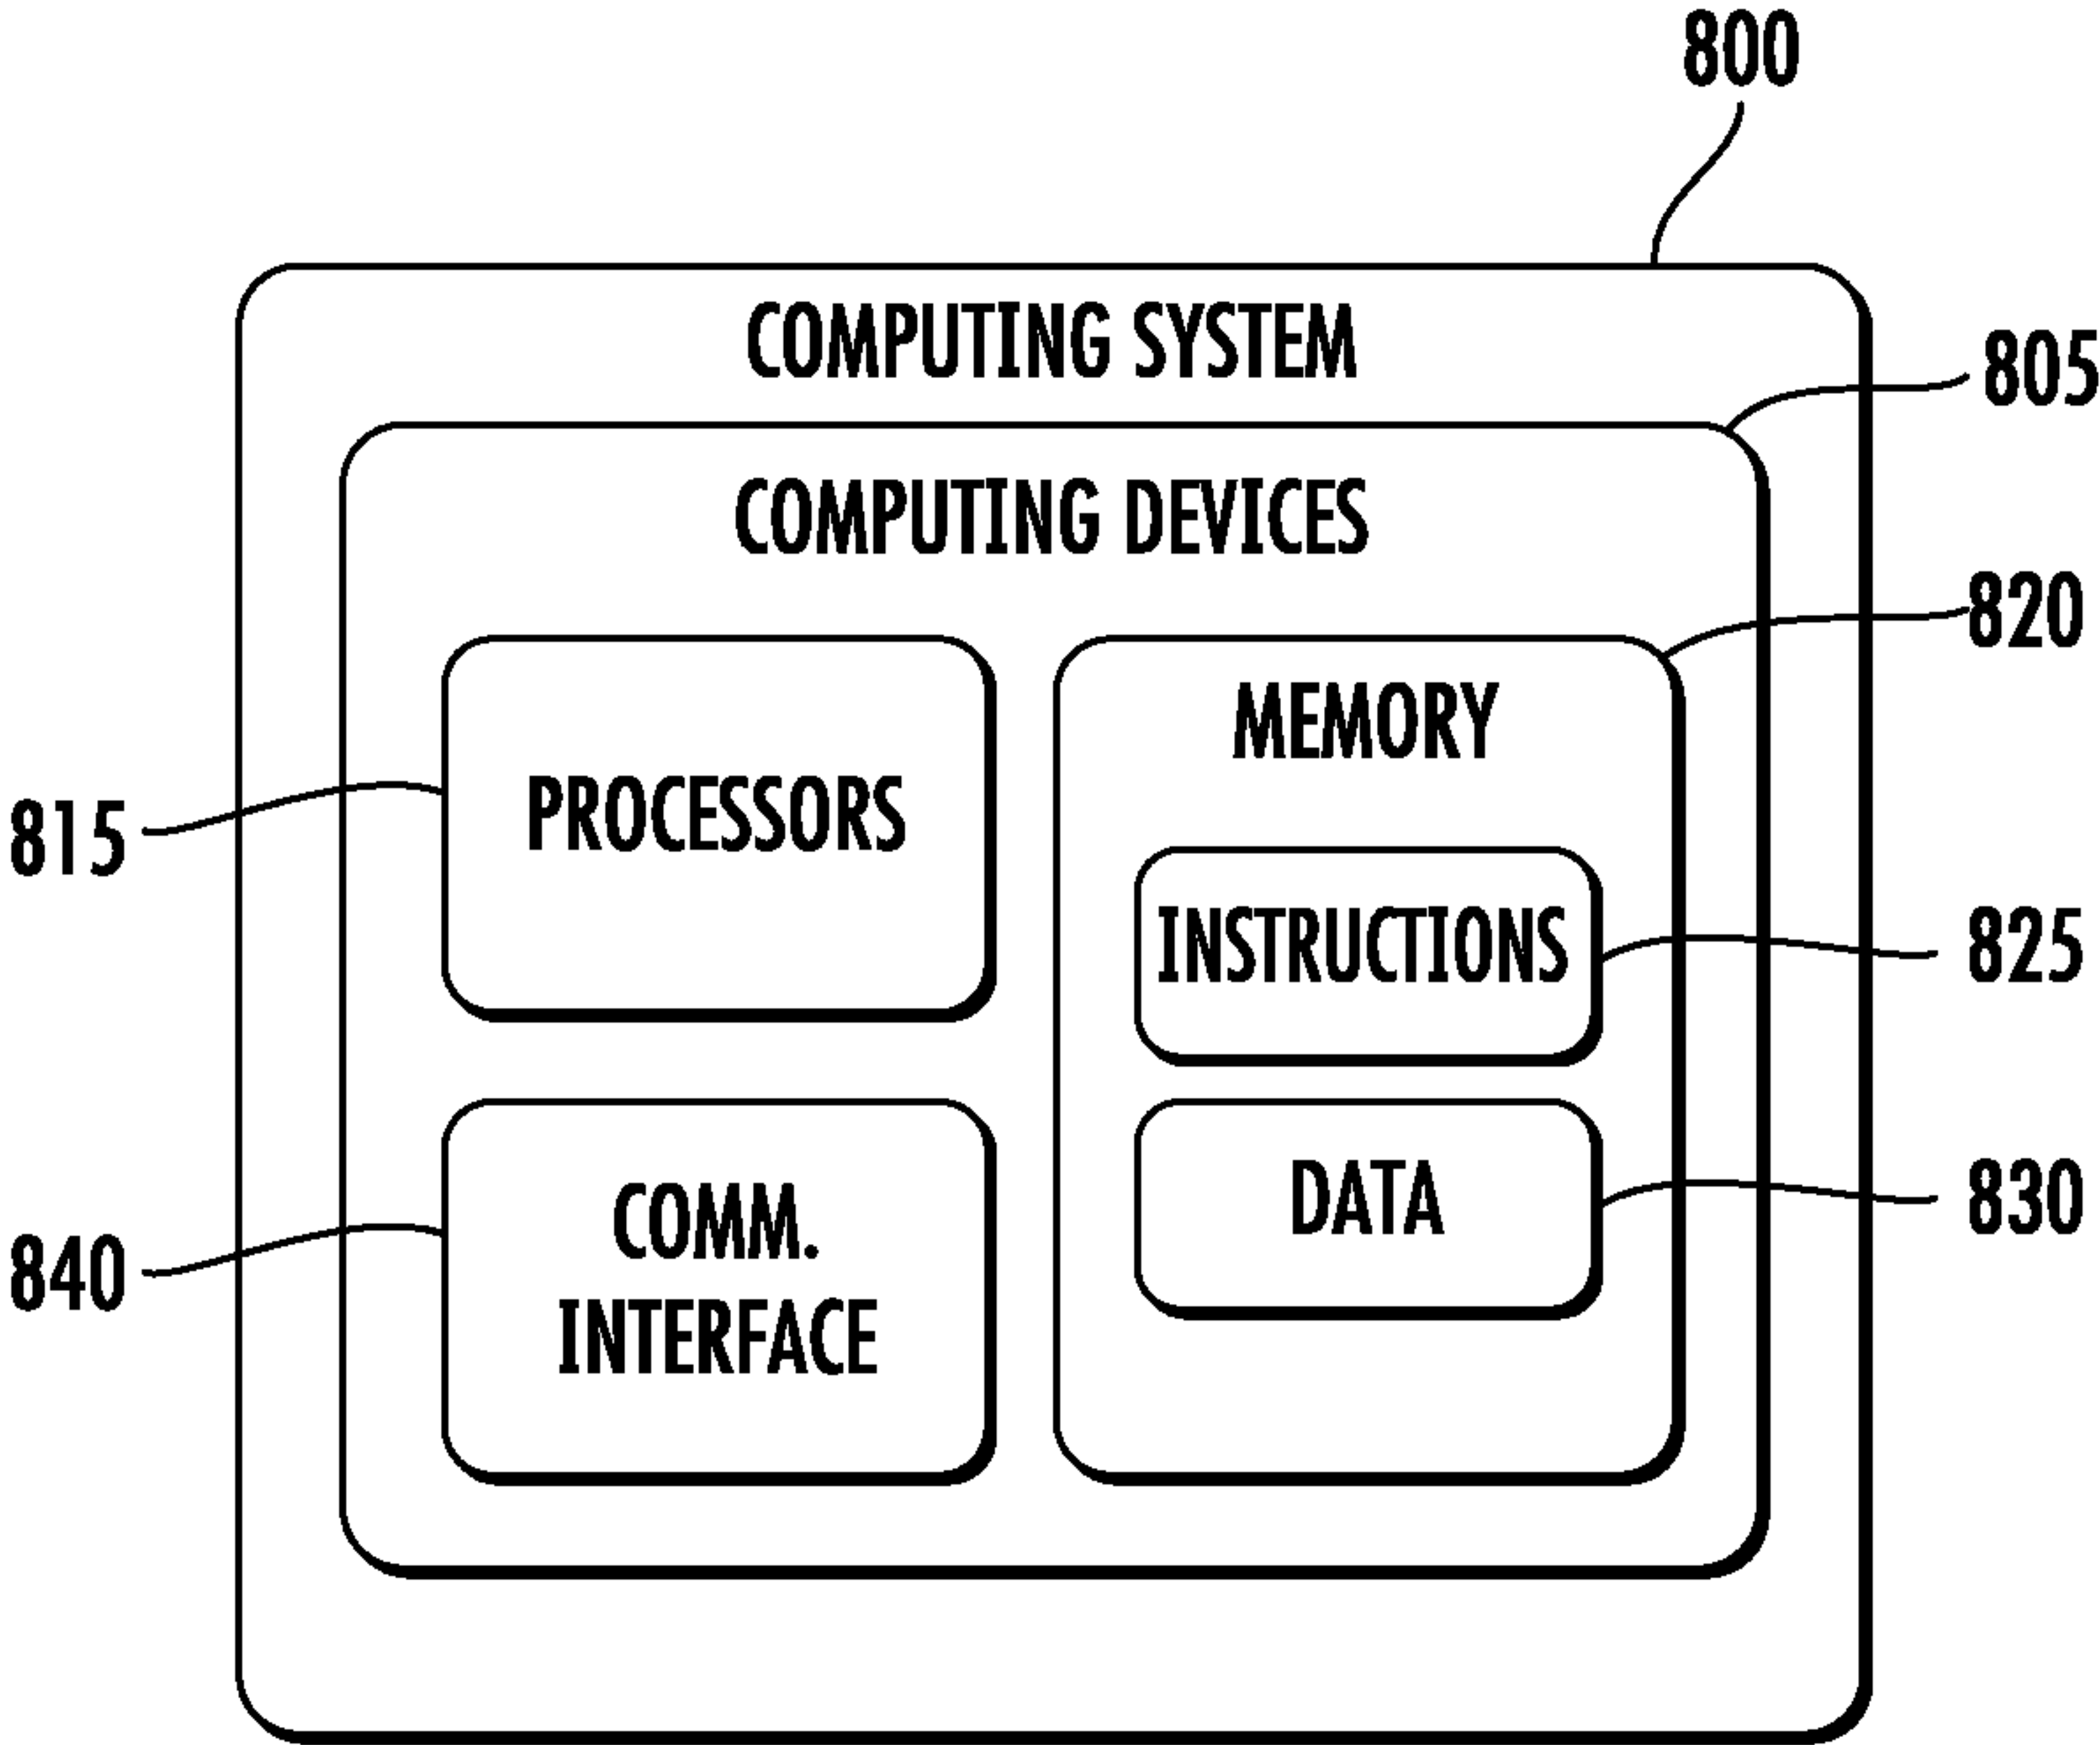 800
COMPUTING SYSTEM
805
COMPUTING DEVICES
820
MEMORY
PROCESSORS
815
INSTRUCTIONS
825
COMM.
INTERFACE
840
DATA
830